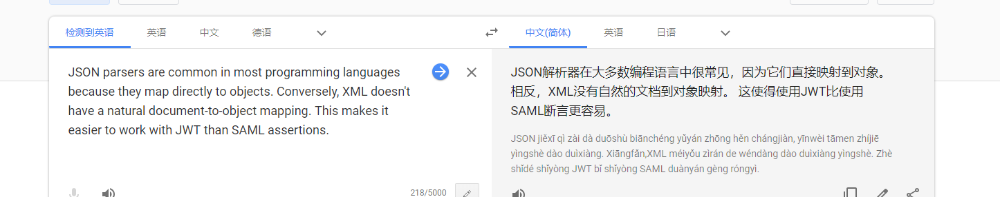 检测到英语 英语 中文 德语 中文(简体) 英语 日语
JSON parsers are common in most programming languages
because they map directly to objects. Conversely, XML doesn't
have a natural document-to-object mapping. This makes it
easier to work with JWT than SAML assertions.
218/5000
JSON解析器在大多数编程语言中很常见，因为它们直接映射到对象。
相反，XML没有自然的文档到对象映射。 这使得使用JWT比使用
SAML断言更容易。
JSON jiěxī qì zài dà duōshù biānchéng yǔyán zhōng hěn chángjiàn, yīnwèi tāmen zhíjiē
yìngshè dào duìxiàng. Xiāngfǎn,XML méiyǒu zìrán de wéndàng dào duìxiàng yìngshè. Zhè
shǐdé shǐyòng JWT bǐ shǐyòng SAML duànyán gèng róngyì.